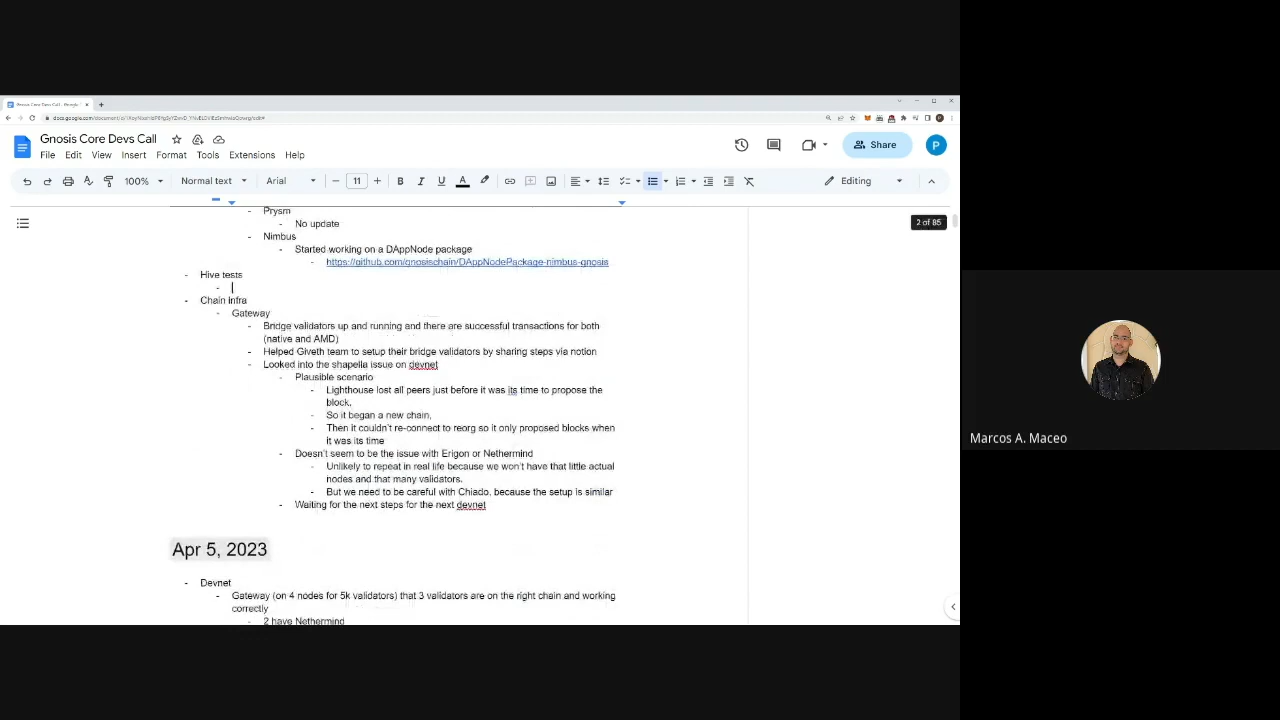 Gnosis Core Devs Call
File Edit View Insert Format Tools Extensions Help
Share
P
100% Normal text Arial 11 Editing
2 of 85
- Prysm
- No update
- Nimbus
- Started working on a DAppNode package
- https://github.com/gnosischain/DAppNodePackage-nimbus-gnosis
- Hive tests
-
- Chain infra
- Gateway
- Bridge validators up and running and there are successful transactions for both
(native and AMD)
- Helped Giveth team to setup their bridge validators by sharing steps via notion
- Looked into the shapella issue on devnet
- Plausible scenario
- Lighthouse lost all peers just before it was its time to propose the
block,
- So it began a new chain,
- Then it couldn't re-connect to reorg so it only proposed blocks when
it was its time
- Doesn't seem to be the issue with Erigon or Nethermind
- Unlikely to repeat in real life because we won't have that little actual
nodes and that many validators.
- But we need to be careful with Chiado, because the setup is similar
- Waiting for the next steps for the next devnet
Apr 5, 2023
- Devnet
- Gateway (on 4 nodes for 5k validators) that 3 validators are on the right chain and working
correctly
- 2 have Nethermind
Marcos A. Maceo